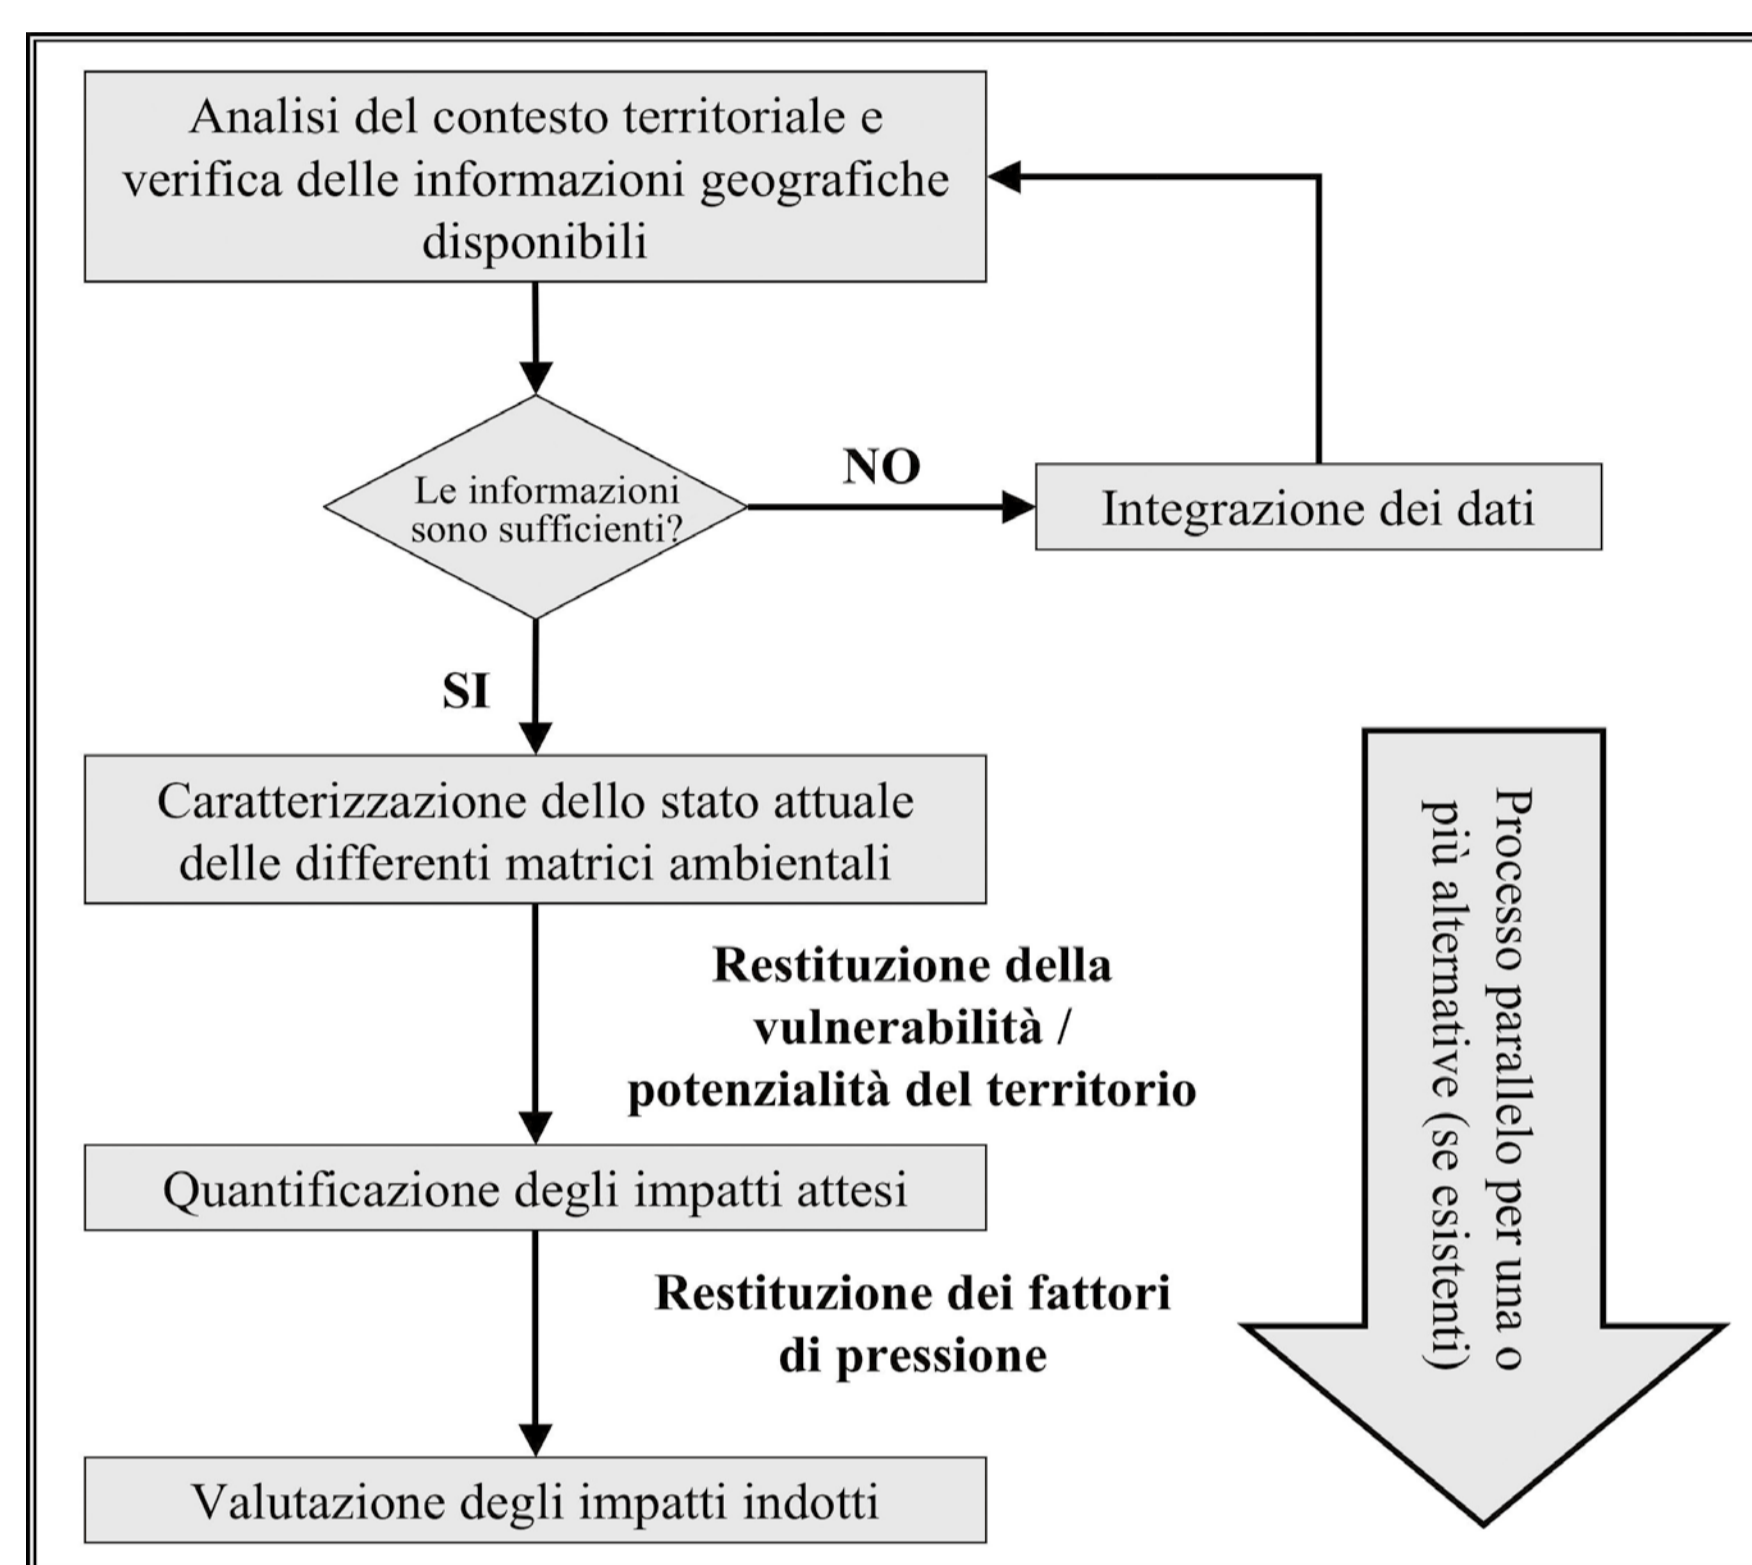 Analisi del contesto territoriale e
verifica delle informazioni geografiche
disponibili
Le informazioni
sono sufficienti?
NO
Integrazione dei dati
SI
Caratterizzazione dello stato attuale
delle differenti matrici ambientali
Restituzione della
vulnerabilità /
potenzialità del territorio
Quantificazione degli impatti attesi
Restituzione dei fattori
di pressione
Valutazione degli impatti indotti
Processo parallelo per una o
più alternative (se esistenti)